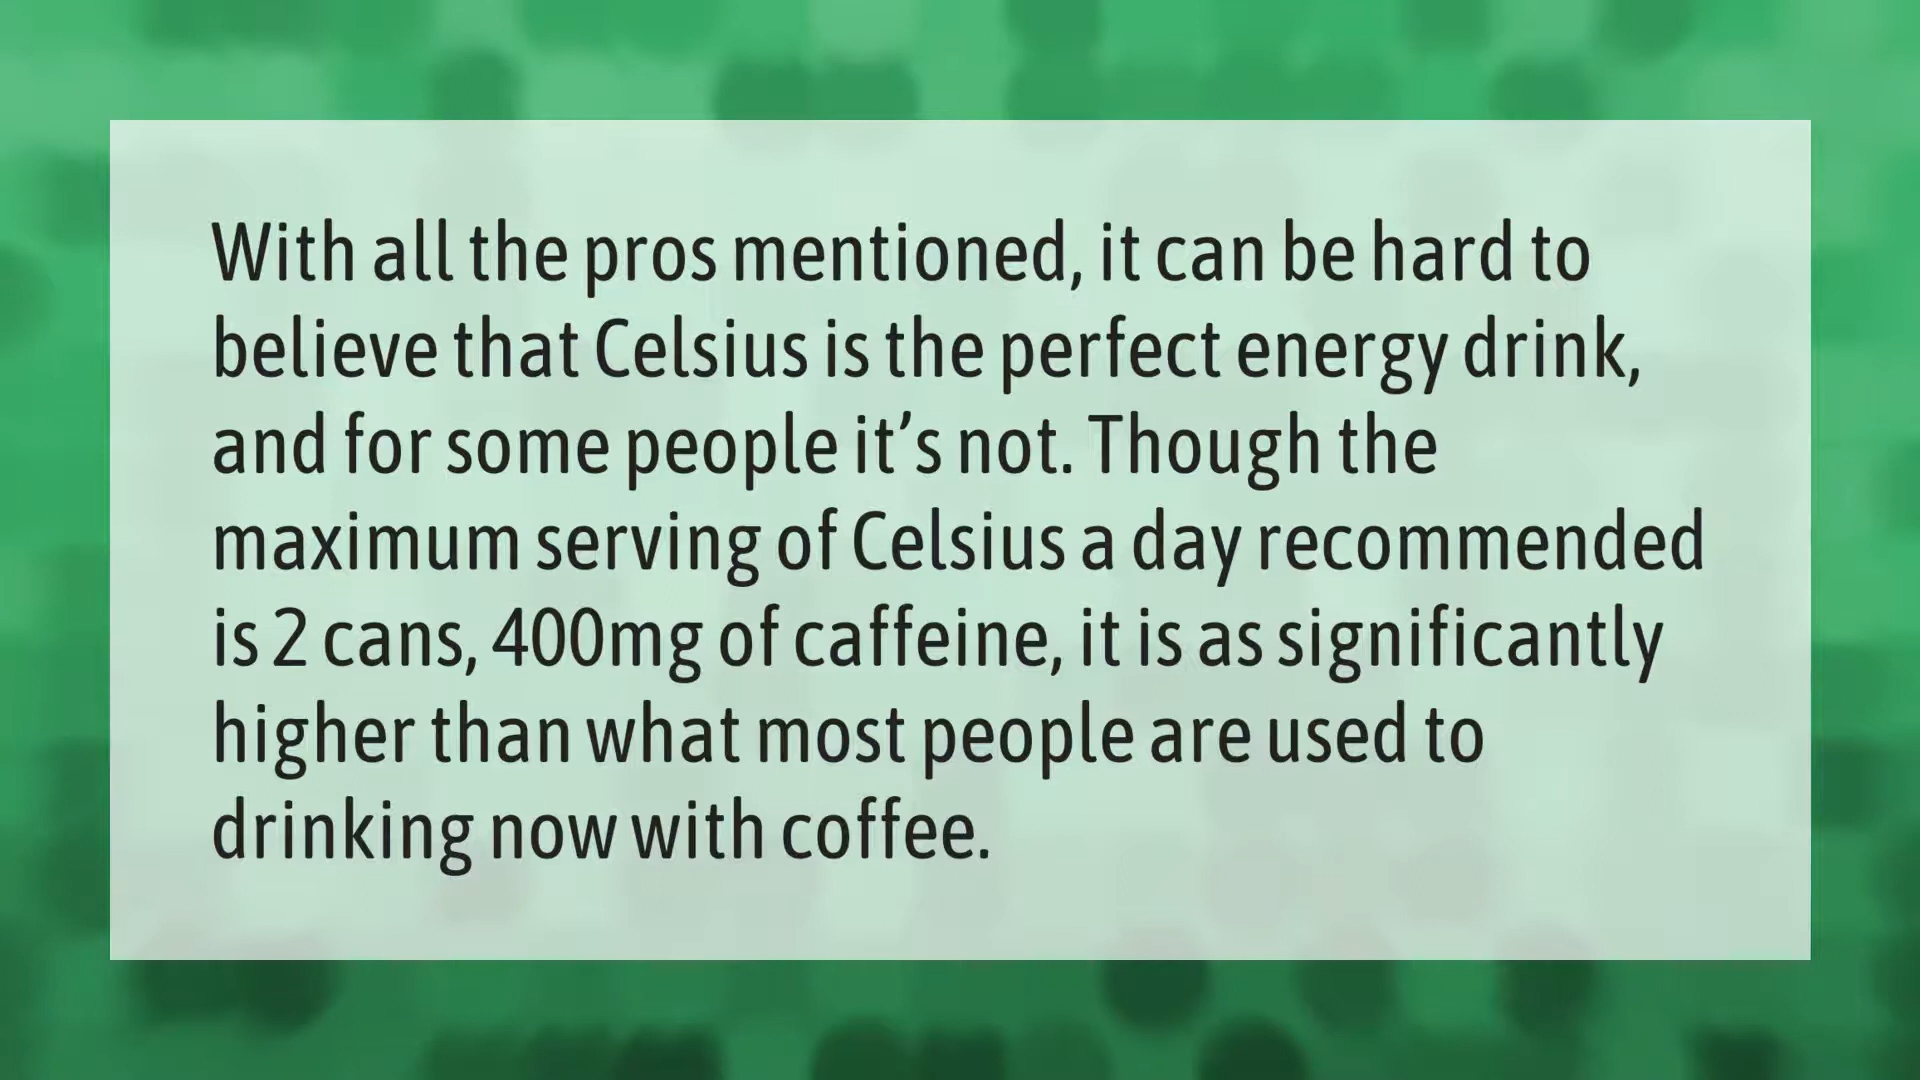 With all the pros mentioned, it can be hard to
believe that Celsius is the perfect energy drink,
and for some people it’s not. Though the
maximum serving of Celsius a day recommended
is 2 cans, 400mg of caffeine, it is as significantly
higher than what most people are used to
drinking now with coffee.